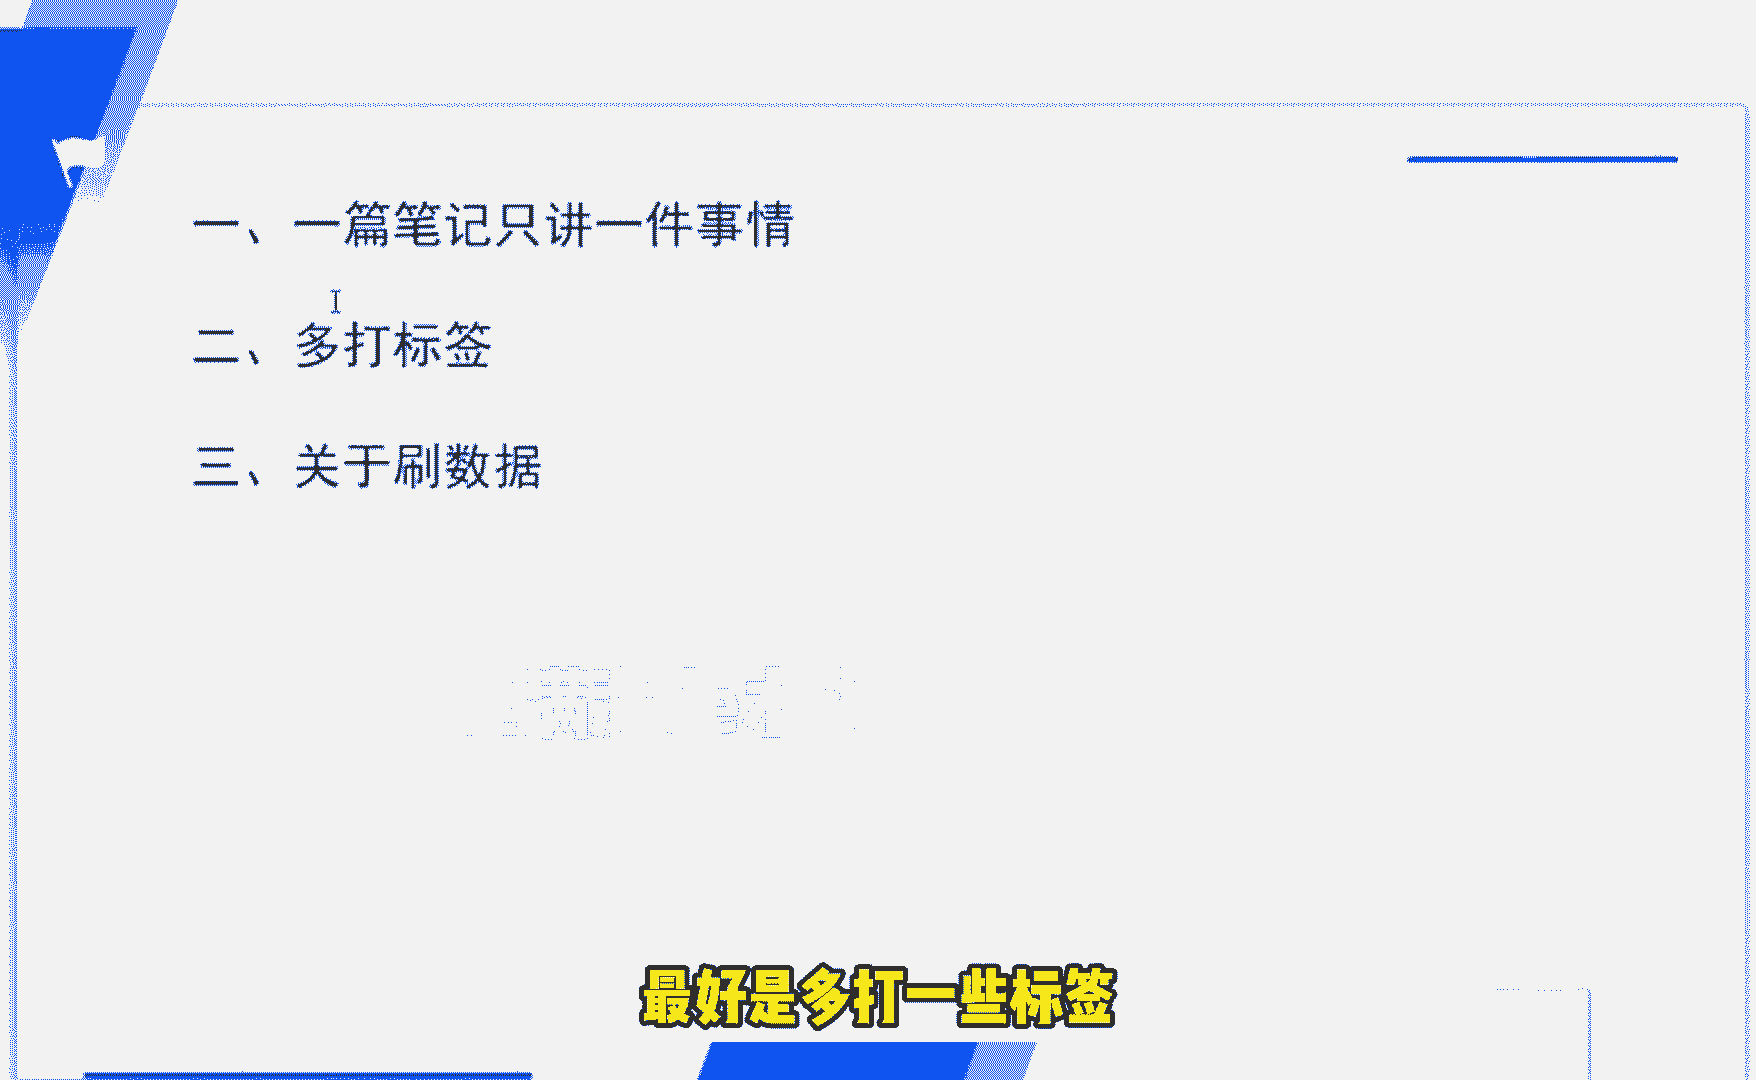 一、一篇笔记只讲一件事情
二、多打标签
三、关于刷数据
最好是多打一些标签